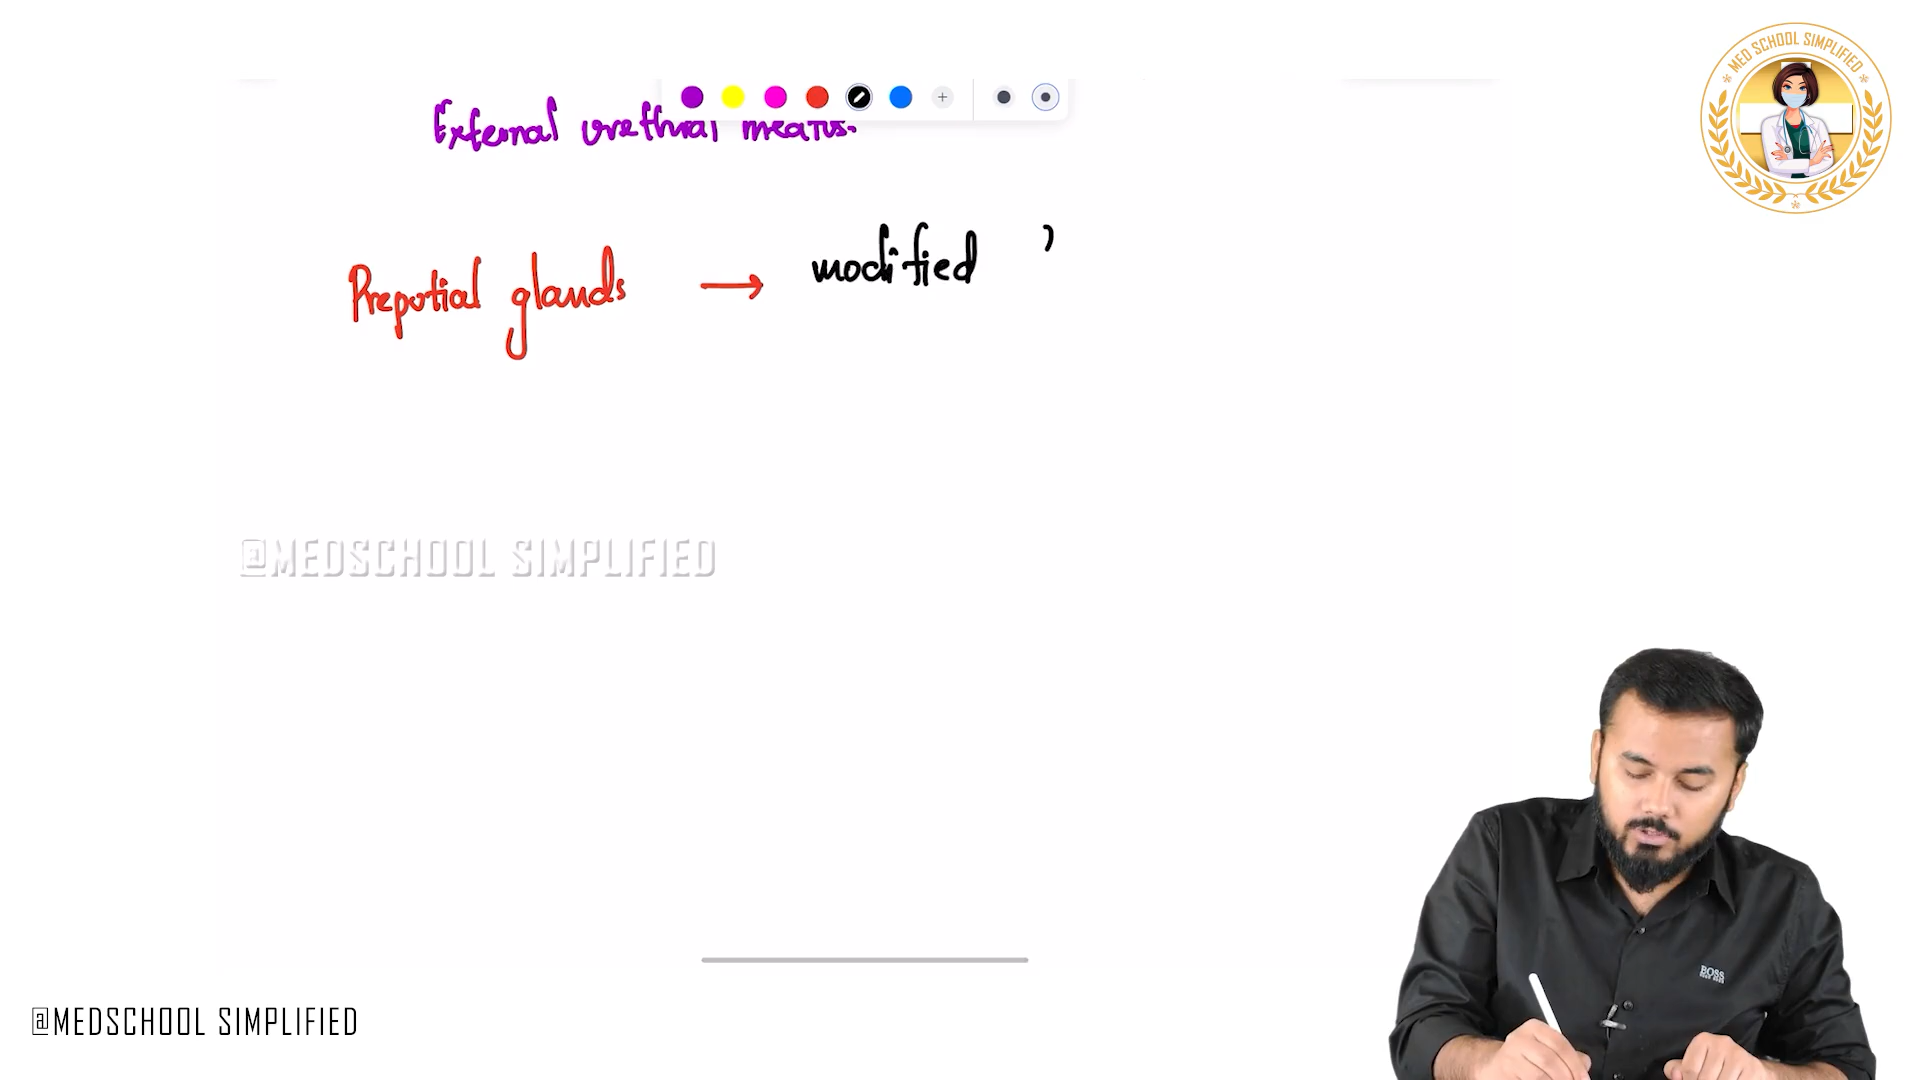 MED SCHOOL SIMPLIFIED
External urethral meatus.
modified
Preputial glands →
@MEDSCHOOL SIMPLIFIED
BOSS
@MEDSCHOOL SIMPLIFIED